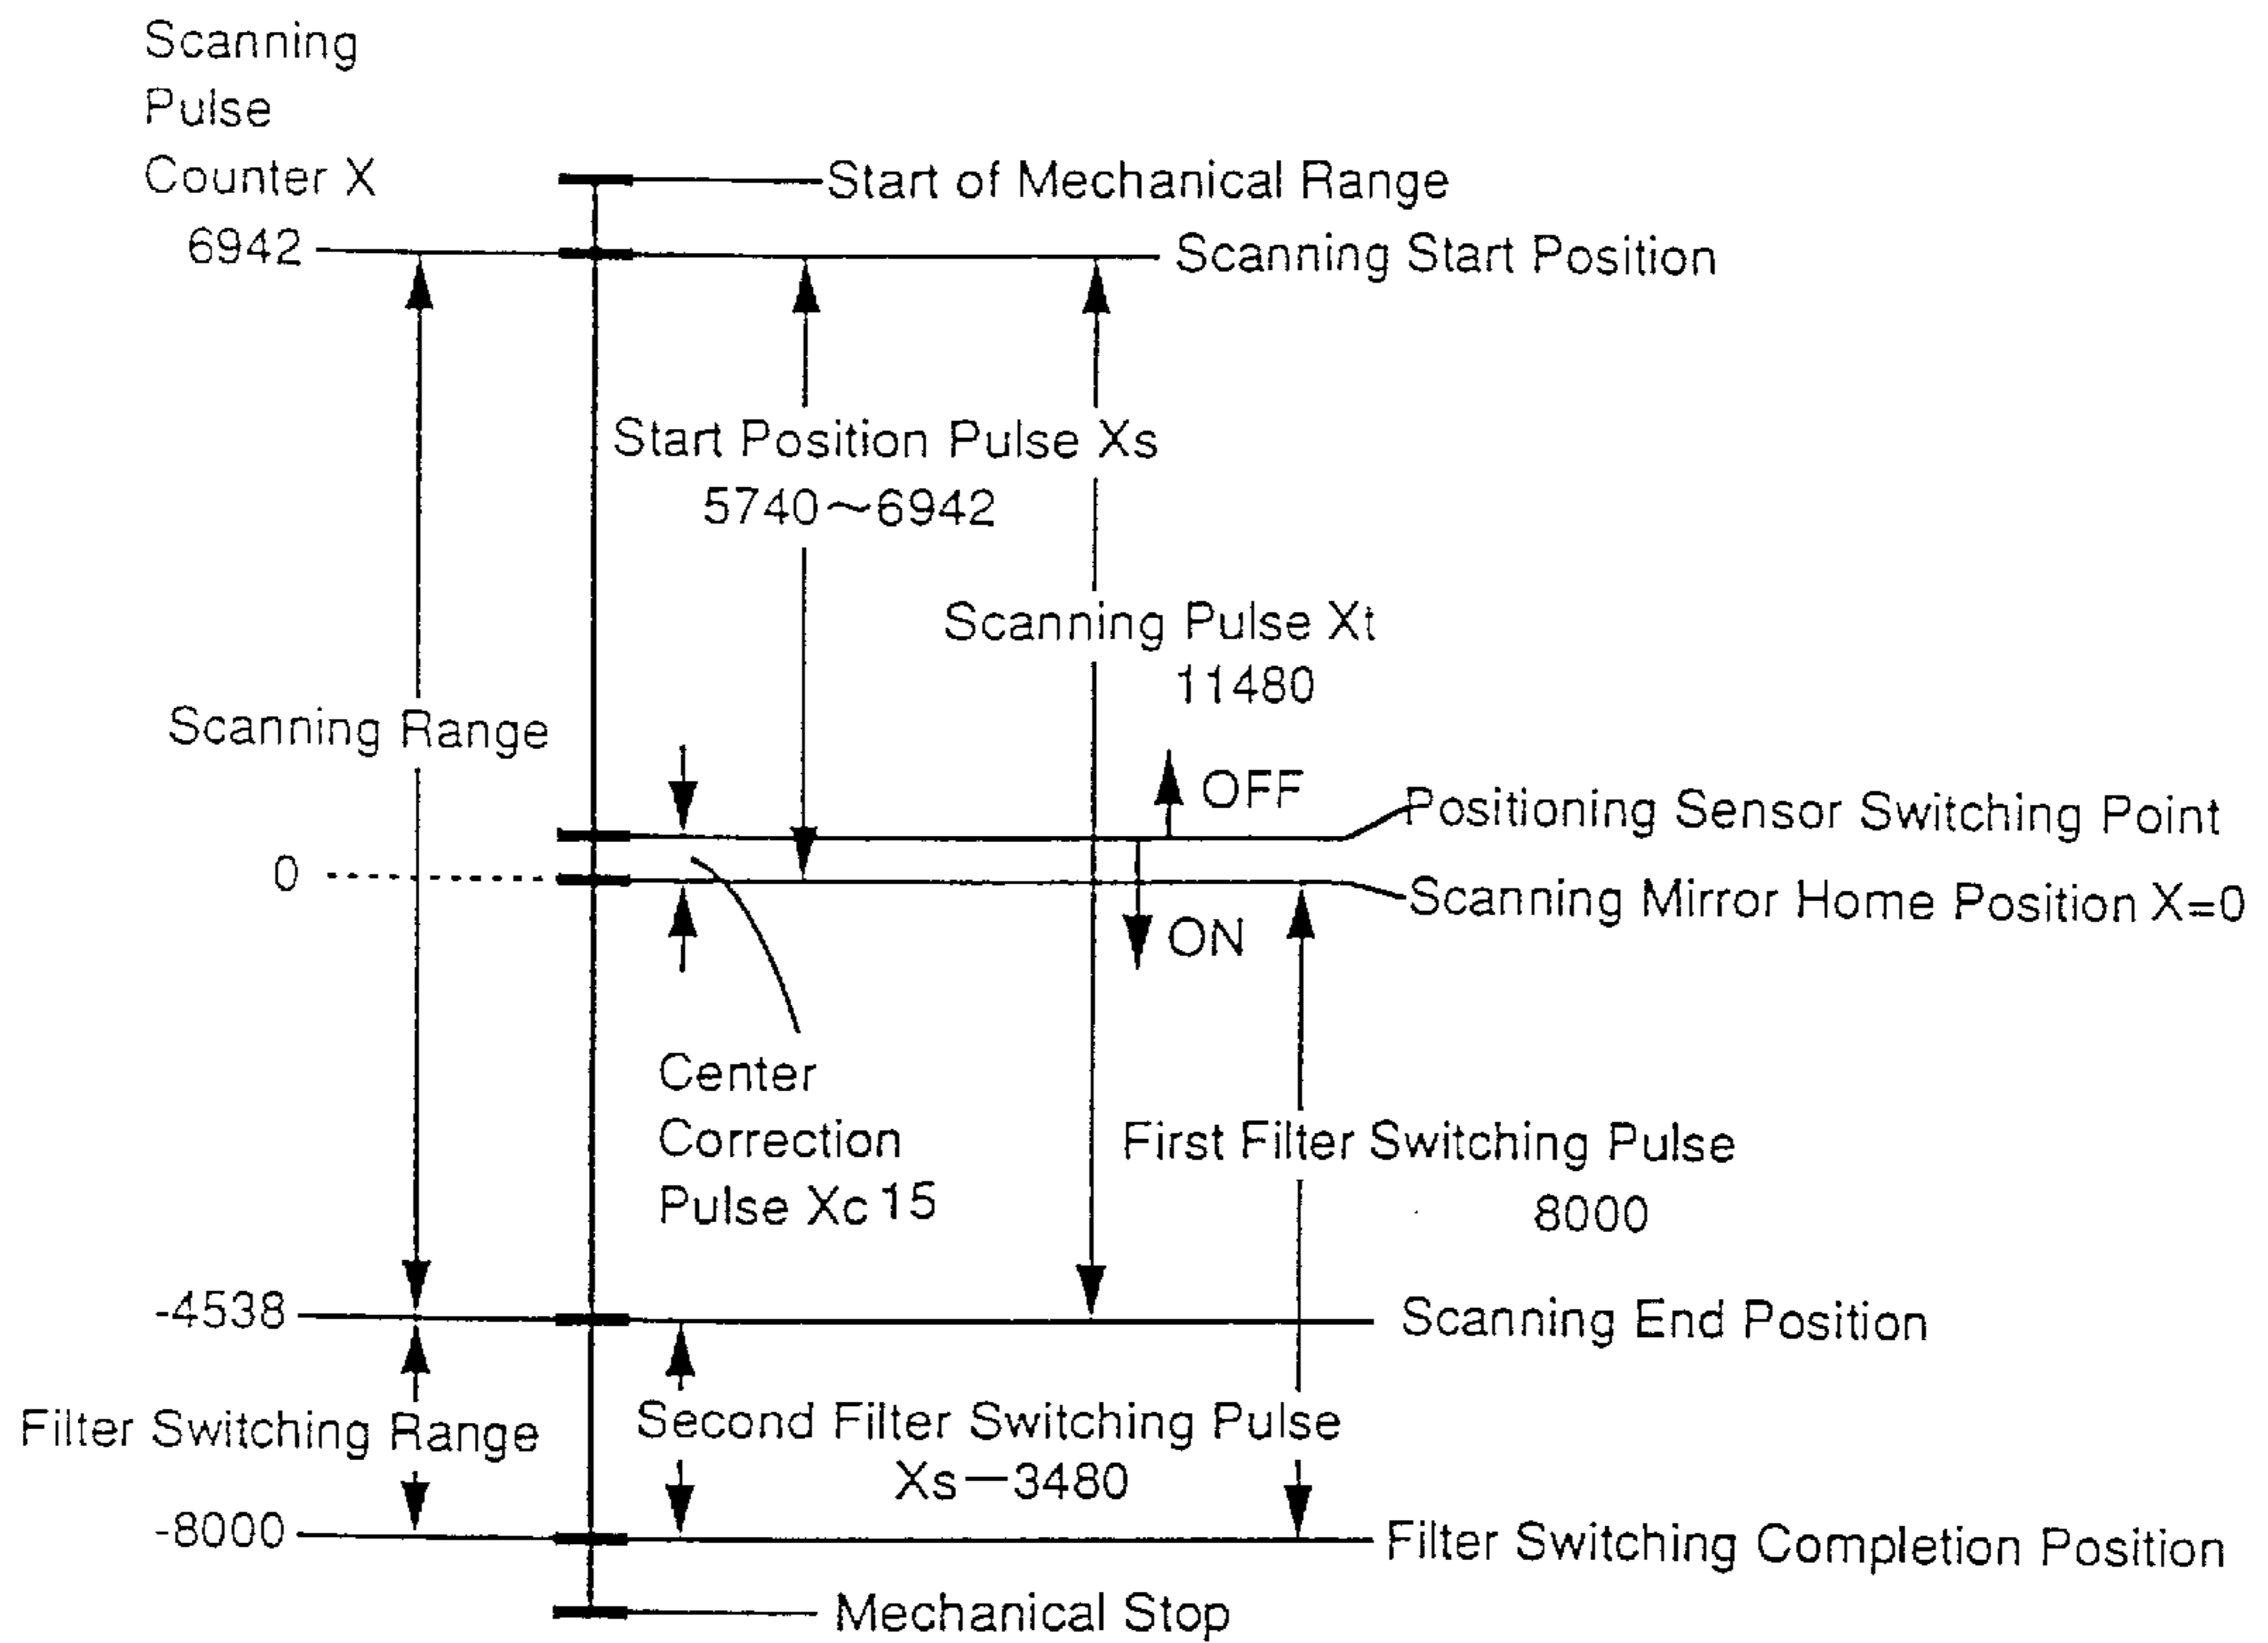 Scanning
Pulse
Counter X
Start of Mechanical Range
6942
Scanning Start Position
Start Position Pulse Xs
5740~6942
Scanning Pulse Xt
11480
Scanning Range
OFF
Positioning Sensor Switching Point
0
Scanning Mirror Home Position X=0
ON
Center
Correction
Pulse Xc 15
First Filter Switching Pulse
8000
-4538
Scanning End Position
Filter Switching Range
Second Filter Switching Pulse
Xs—3480
-8000
Filter Switching Completion Position
Mechanical Stop